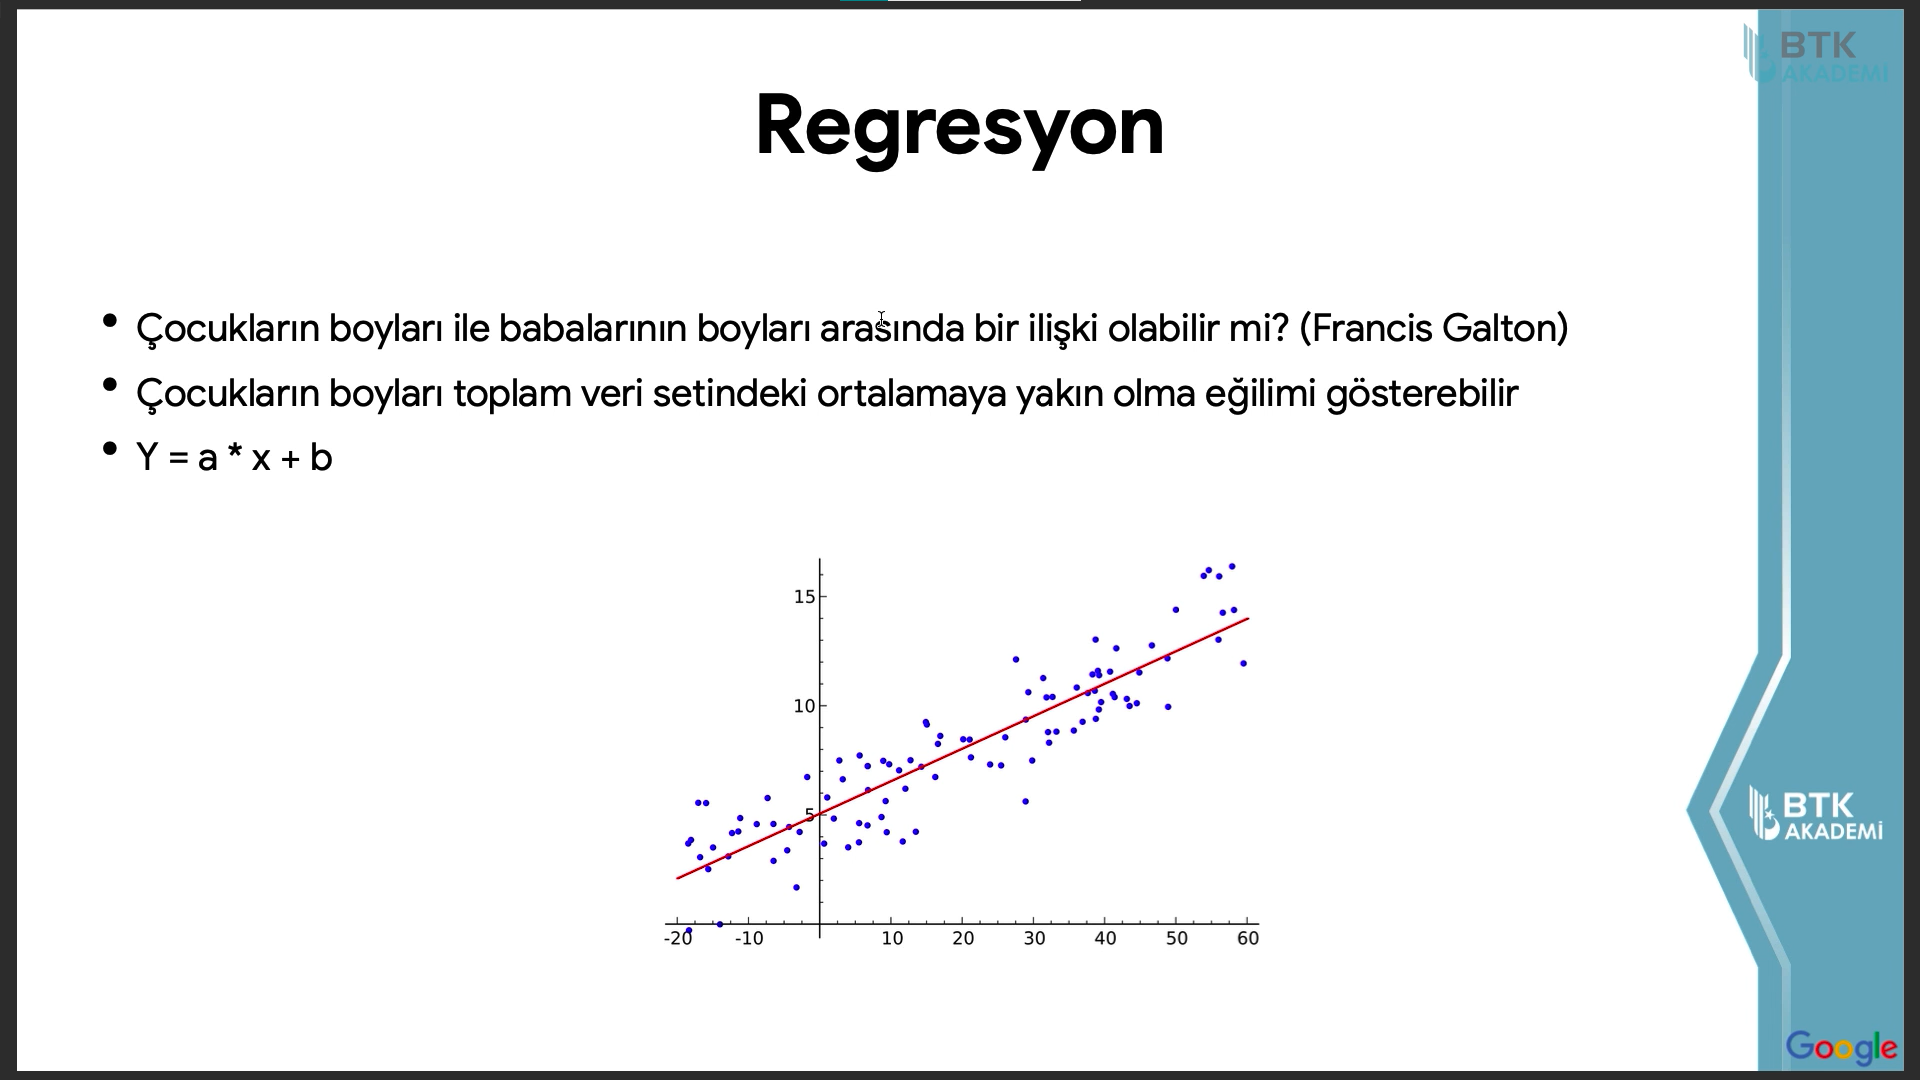 BTK
AKADEMİ
Regresyon
• Çocukların boyları ile babalarının boyları arasında bir ilişki olabilir mi? (Francis Galton)
• Çocukların boyları toplam veri setindeki ortalamaya yakın olma eğilimi gösterebilir
• Y = a * x + b
15
10
5
-20 -10 10 20 30 40 50 60
BTK
AKADEMİ
Google